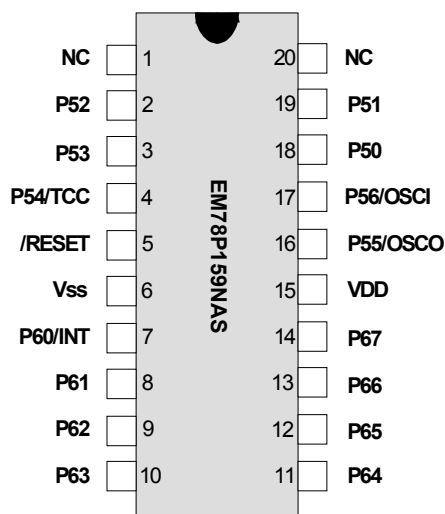 NC 1 20 NC
P52 2 19 P51
P53 3 18 P50
P54/TCC 4 17 P56/OSCI
/RESET 5 16 P55/OSCO
Vss 6 15 VDD
P60/INT 7 14 P67
P61 8 13 P66
P62 9 12 P65
P63 10 11 P64
EM78P159NAS